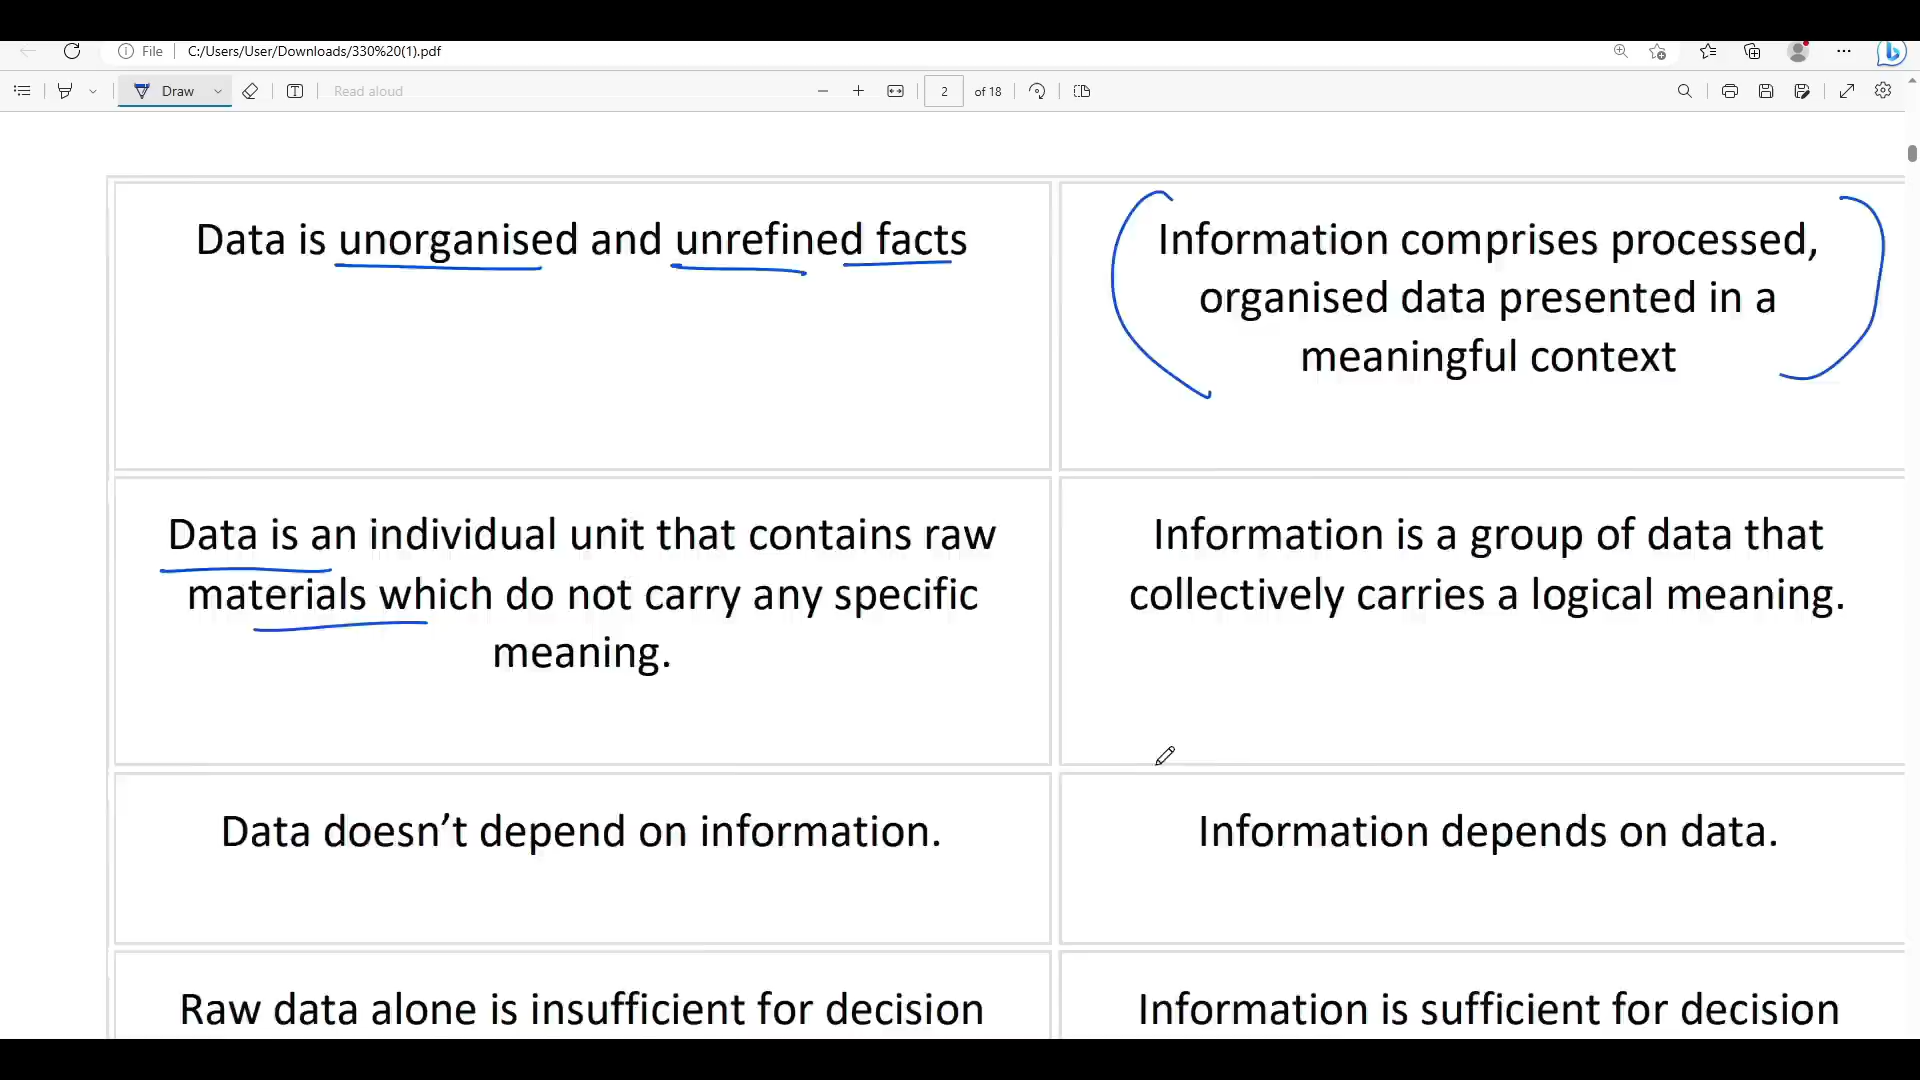 File
C:/Users/User/Downloads/330%20(1).pdf
Draw
Read aloud
2
of 18
Data is unorganised and unrefined facts
Information comprises processed,
organised data presented in a
meaningful context
Data is an individual unit that contains raw
materials which do not carry any specific
meaning.
Information is a group of data that
collectively carries a logical meaning.
Data doesn’t depend on information.
Information depends on data.
Raw data alone is insufficient for decision
Information is sufficient for decision